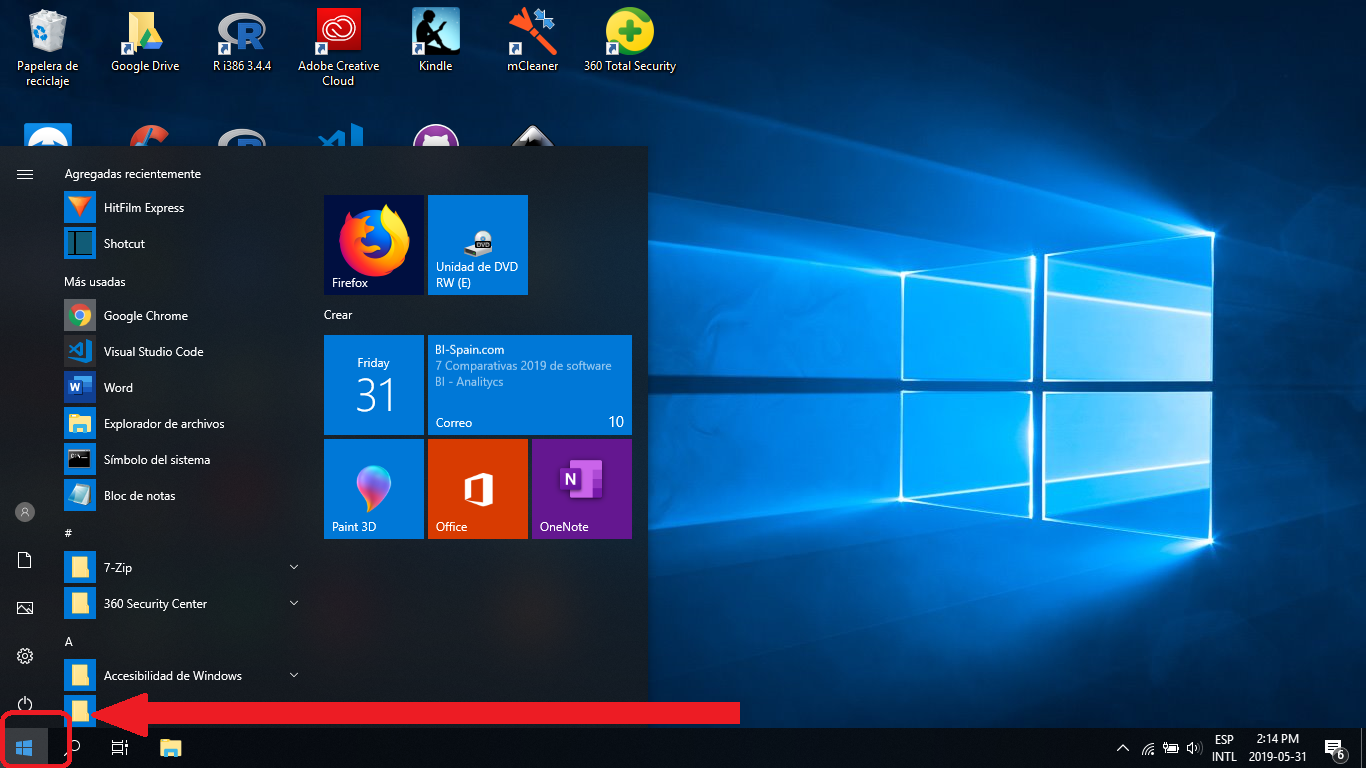 Papelera de
reciclaje
Google Drive
R i386 3.4.4
Adobe Creative
Cloud
Kindle
mCleaner
360 Total Security
Agregadas recientemente
HitFilm Express
Shotcut
Más usadas
Google Chrome
Visual Studio Code
Word
Explorador de archivos
Símbolo del sistema
Bloc de notas
#
7-Zip
360 Security Center
A
Accesibilidad de Windows
Firefox
DVD
Unidad de DVD
RW (E)
Crear
Friday
31
BI-Spain.com
7 Comparativas 2019 de software
BI - Analitycs
Correo
10
Paint 3D
Office
N
OneNote
ESP
INTL
2:14 PM
2019-05-31
6